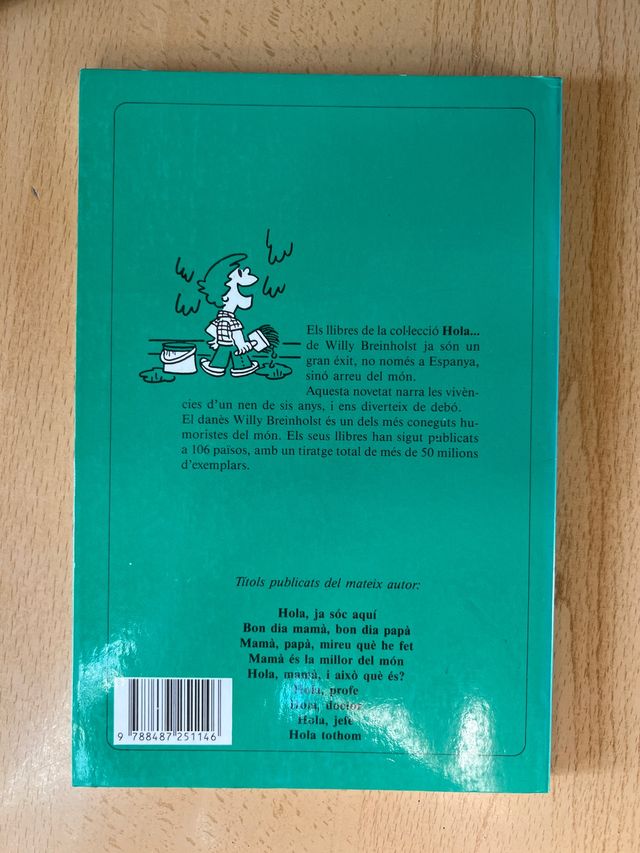 Els llibres de la col·lecció Hola...
de Willy Breinholst ja són un
gran éxit, no només a Espanya,
sinó arreu del món.
Aquesta novetat narra les vivèn-
cies d'un nen de sis anys, i ens diverteix de debó.
El danès Willy Breinholst és un dels més coneguts hu-
moristes del món. Els seus llibres han sigut publicats
a 106 països, amb un tiratge total de més de 50 milions
d'exemplars.
Títols publicats del mateix autor:
Hola, ja sóc aquí
Bon dia mamà, bon dia papà
Mamà, papà, mireu què he fet
Mamà és la millor del món
Hola, mamà, i això què és?
Hola, profe
Hola, doctor
Hola, jefe
Hola tothom
9 788487 251146